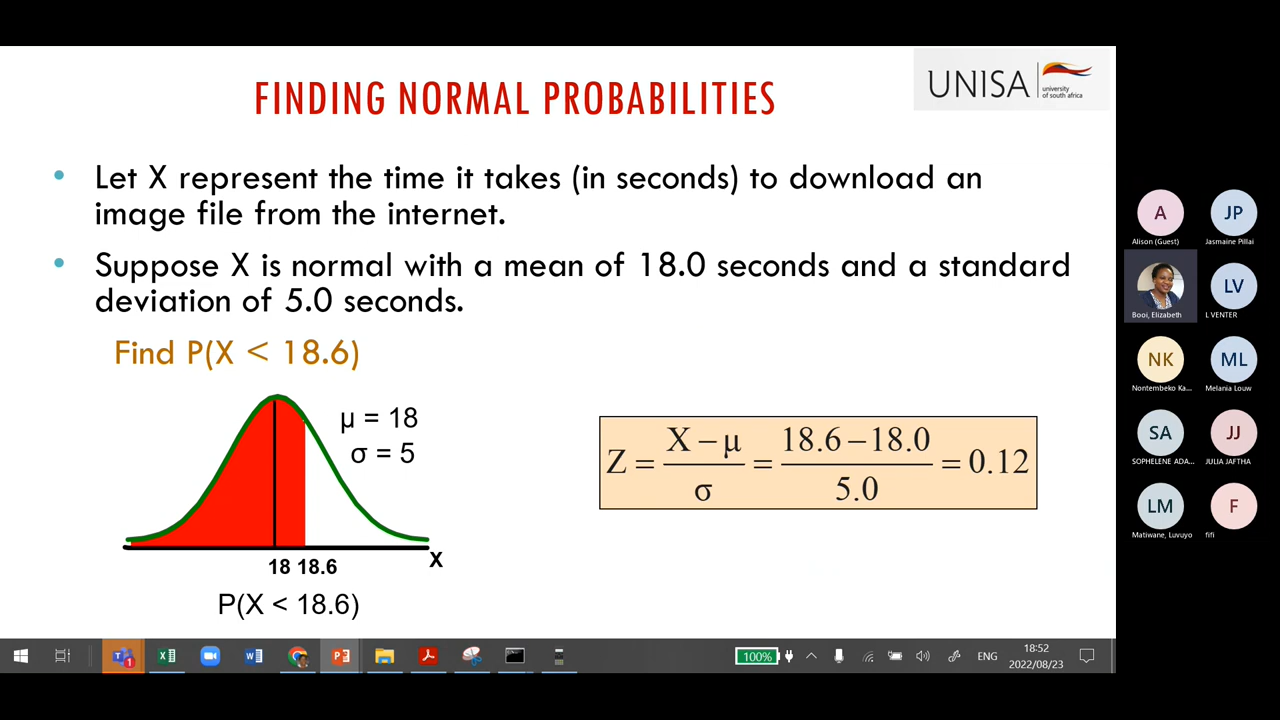 FINDING NORMAL PROBABILITIES
UNISA
university
of south africa
• Let X represent the time it takes (in seconds) to download an
image file from the internet.
• Suppose X is normal with a mean of 18.0 seconds and a standard
deviation of 5.0 seconds.
Find P(X < 18.6)
μ = 18
σ = 5
18 18.6
X
P(X < 18.6)
Z = (X − μ)/σ = (18.6 − 18.0)/5.0 = 0.12
A
Alison (Guest)
JP
Jasmaine Pillai
Booi, Elizabeth
LV
L VENTER
NK
Nontembeko Ka...
ML
Melania Louw
SA
SOPHELENE ADA...
JJ
JULIA JAFTHA
LM
Matiwane, Luvuyo
F
fifi
100%
ENG
18:52
2022/08/23